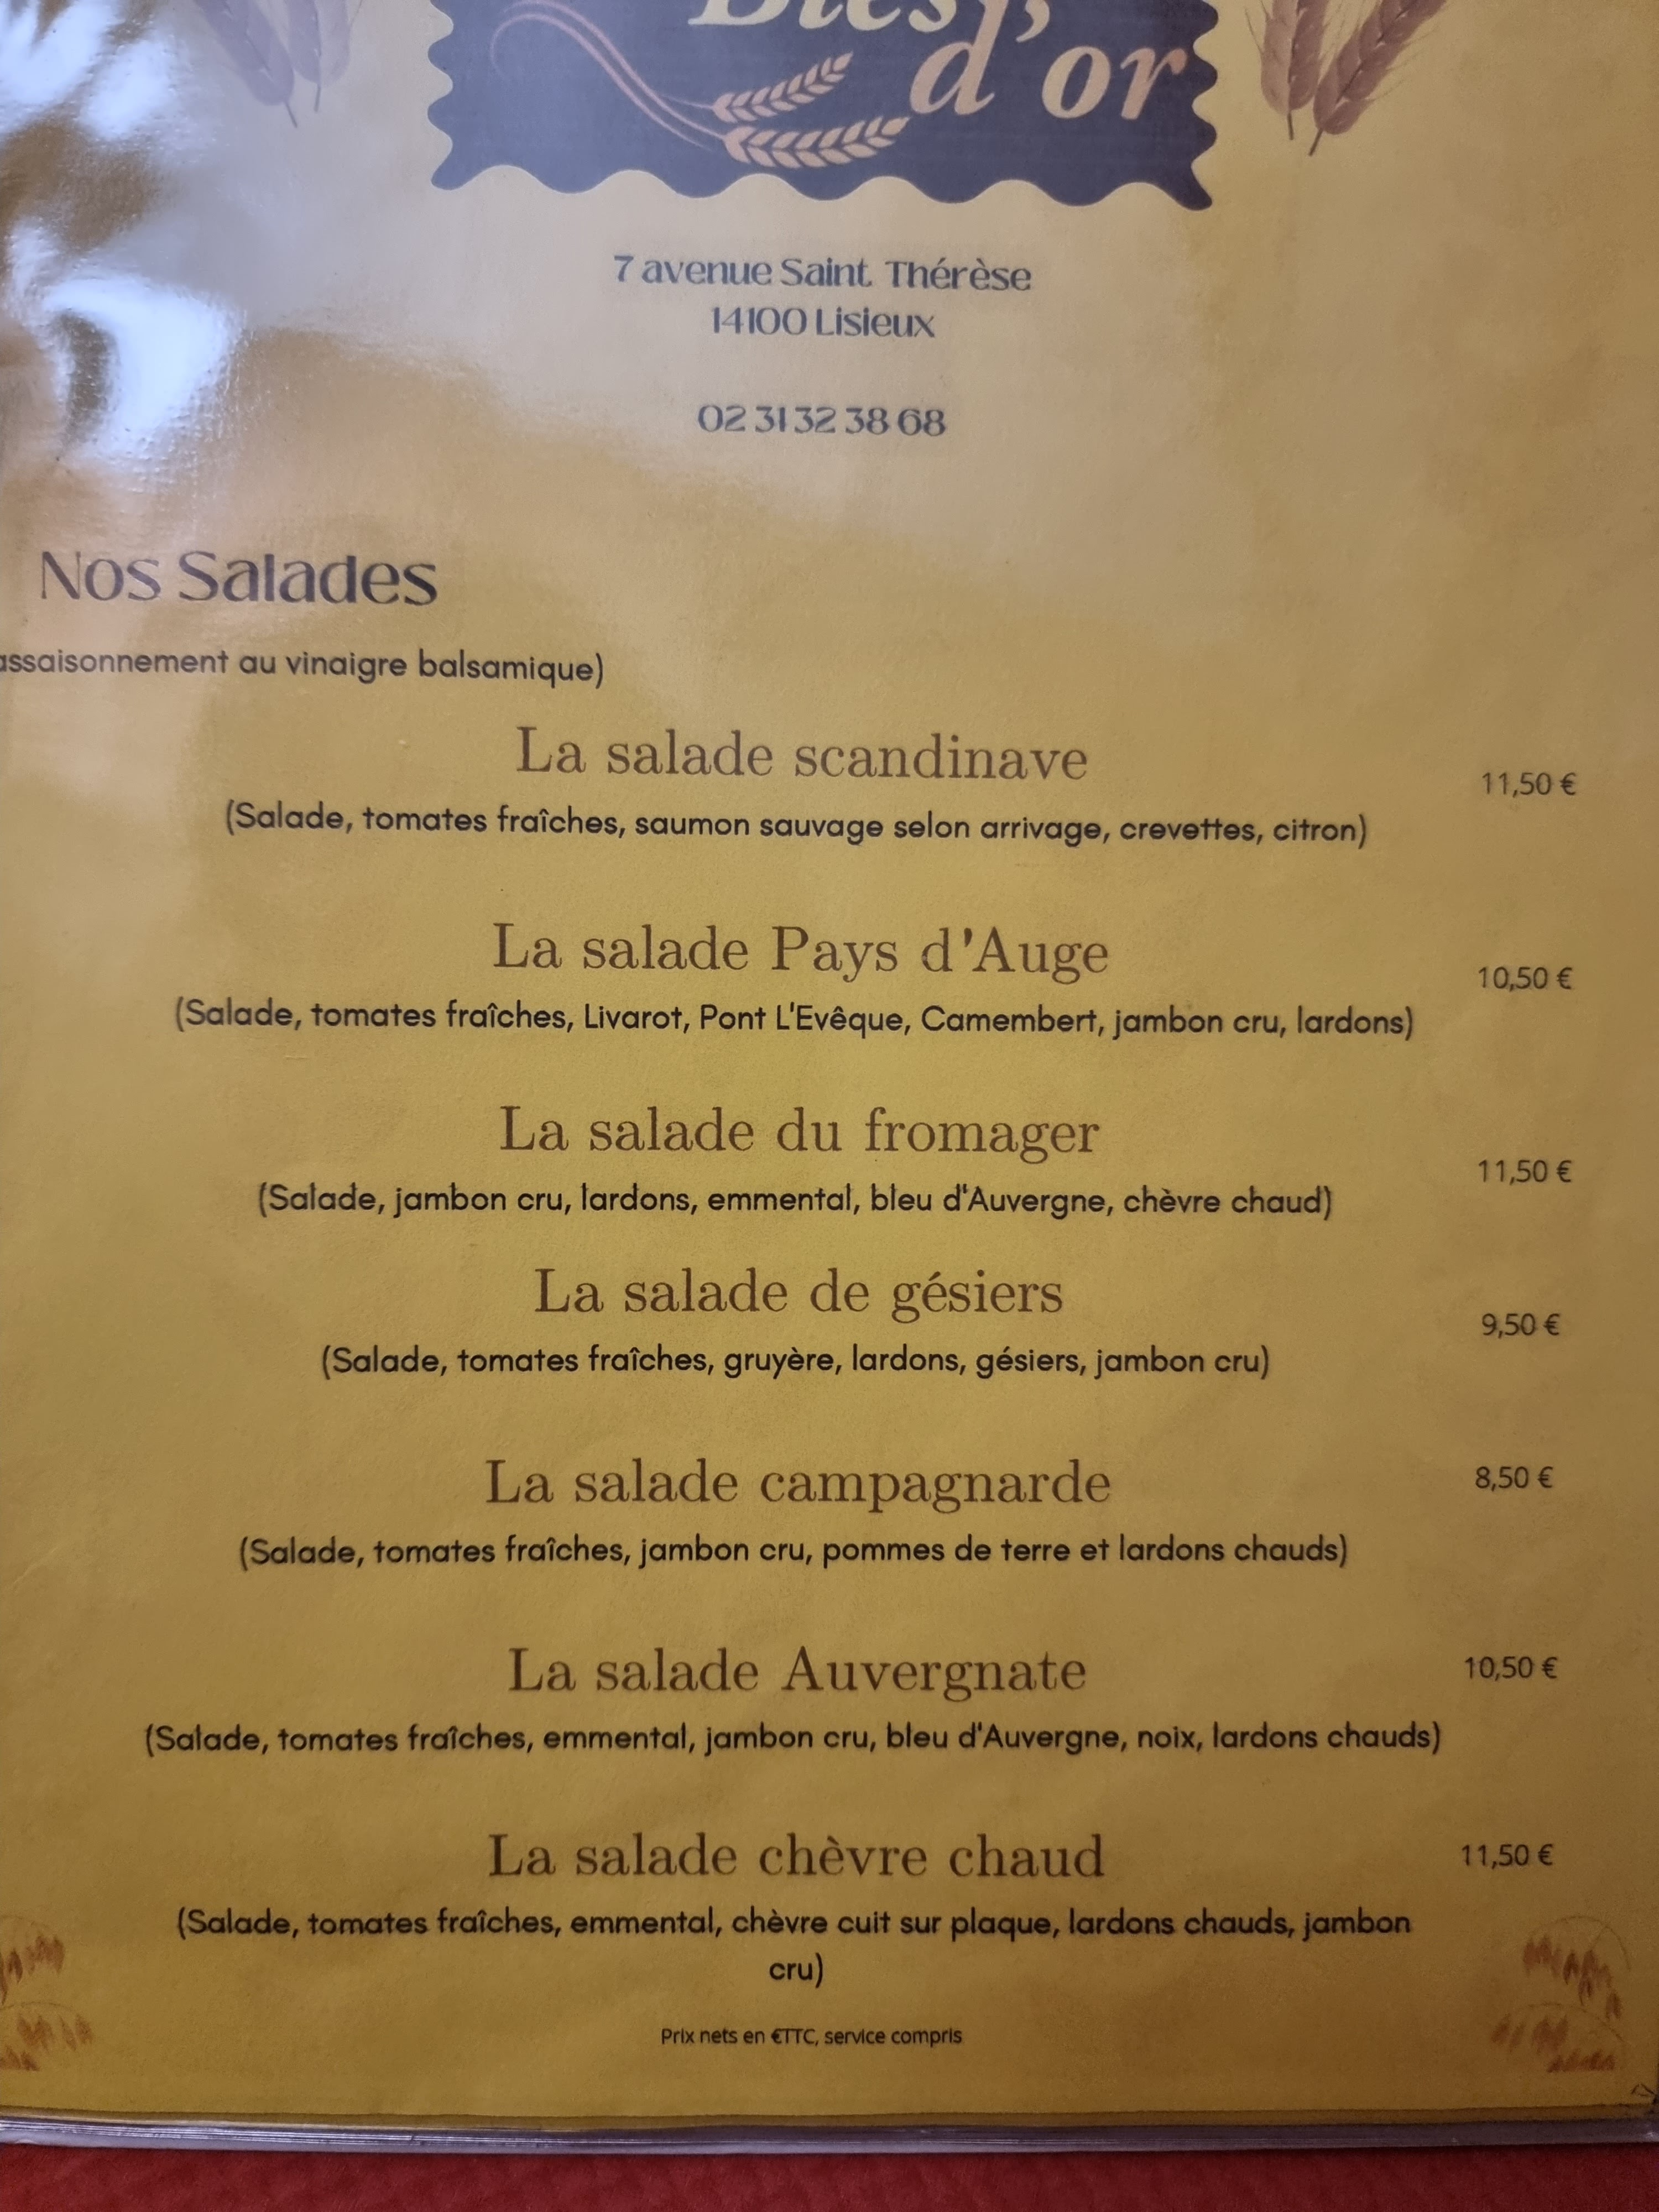 d'or
7 avenue Saint Thérèse
14100 Lisieux
02 31 32 38 68
Nos Salades
assaisonnement au vinaigre balsamique)
La salade scandinave
11,50 €
(Salade, tomates fraîches, saumon sauvage selon arrivage, crevettes, citron)
La salade Pays d'Auge
10,50 €
(Salade, tomates fraîches, Livarot, Pont L'Evêque, Camembert, jambon cru, lardons)
La salade du fromager
11,50 €
(Salade, jambon cru, lardons, emmental, bleu d'Auvergne, chèvre chaud)
La salade de gésiers
9,50 €
(Salade, tomates fraîches, gruyère, lardons, gésiers, jambon cru)
La salade campagnarde
8,50 €
(Salade, tomates fraîches, jambon cru, pommes de terre et lardons chauds)
La salade Auvergnate
10,50 €
(Salade, tomates fraîches, emmental, jambon cru, bleu d'Auvergne, noix, lardons chauds)
La salade chèvre chaud
11,50 €
(Salade, tomates fraîches, emmental, chèvre cuit sur plaque, lardons chauds, jambon
cru)
Prix nets en €TTC, service compris